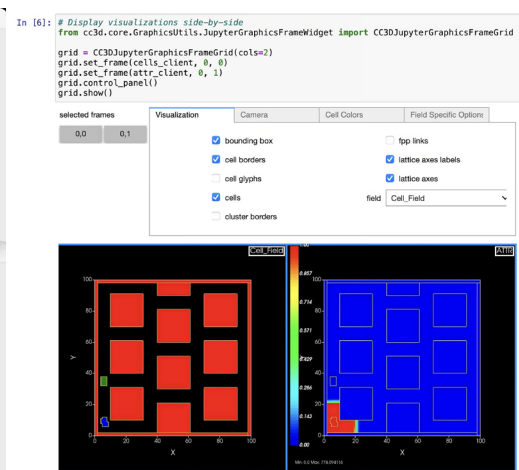 In [6]: # Display visualizations side-by-side
from cc3d.core.GraphicsUtils.JupyterGraphicsFrameWidget import CC3DJupyterGraphicsFrameGrid
grid = CC3DJupyterGraphicsFrameGrid(cols=2)
grid.set_frame(cells_client, 0, 0)
grid.set_frame(attr_client, 0, 1)
grid.control_panel()
grid.show()
selected frames
0,0 0,1
Visualization Camera Cell Colors Field Specific Options
bounding box fpp links
cell borders lattice axes labels
cell glyphs lattice axes
cells field Cell_Field
cluster borders
Cell_Field
100
80
60
Y
40
20
0
0 20 40 60 80 100
X
ATTR
0.857
0.714
0.571
0.429
0.286
0.143
0.00
100
80
60
40
20
0
0 20 40 60 80 100
X